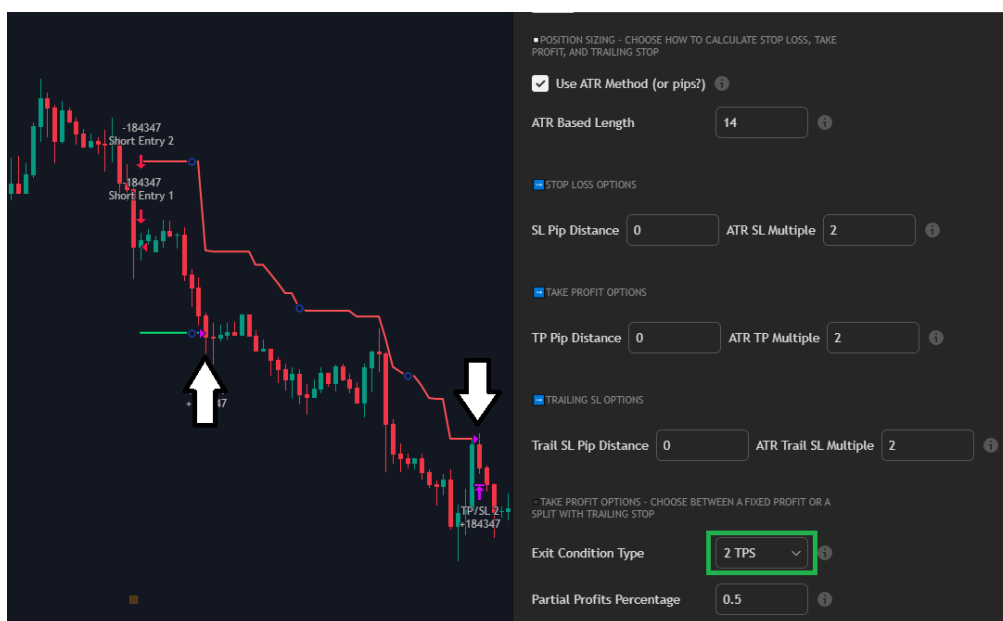 -184347
Short Entry 2
-184347
Short Entry 1
TP/SL 2
+184347
POSITION SIZING - CHOOSE HOW TO CALCULATE STOP LOSS, TAKE
PROFIT, AND TRAILING STOP
Use ATR Method (or pips?)
ATR Based Length 14
STOP LOSS OPTIONS
SL Pip Distance 0 ATR SL Multiple 2
TAKE PROFIT OPTIONS
TP Pip Distance 0 ATR TP Multiple 2
TRAILING SL OPTIONS
Trail SL Pip Distance 0 ATR Trail SL Multiple 2
TAKE PROFIT OPTIONS - CHOOSE BETWEEN A FIXED PROFIT OR A
SPLIT WITH TRAILING STOP
Exit Condition Type 2 TPS
Partial Profits Percentage 0.5